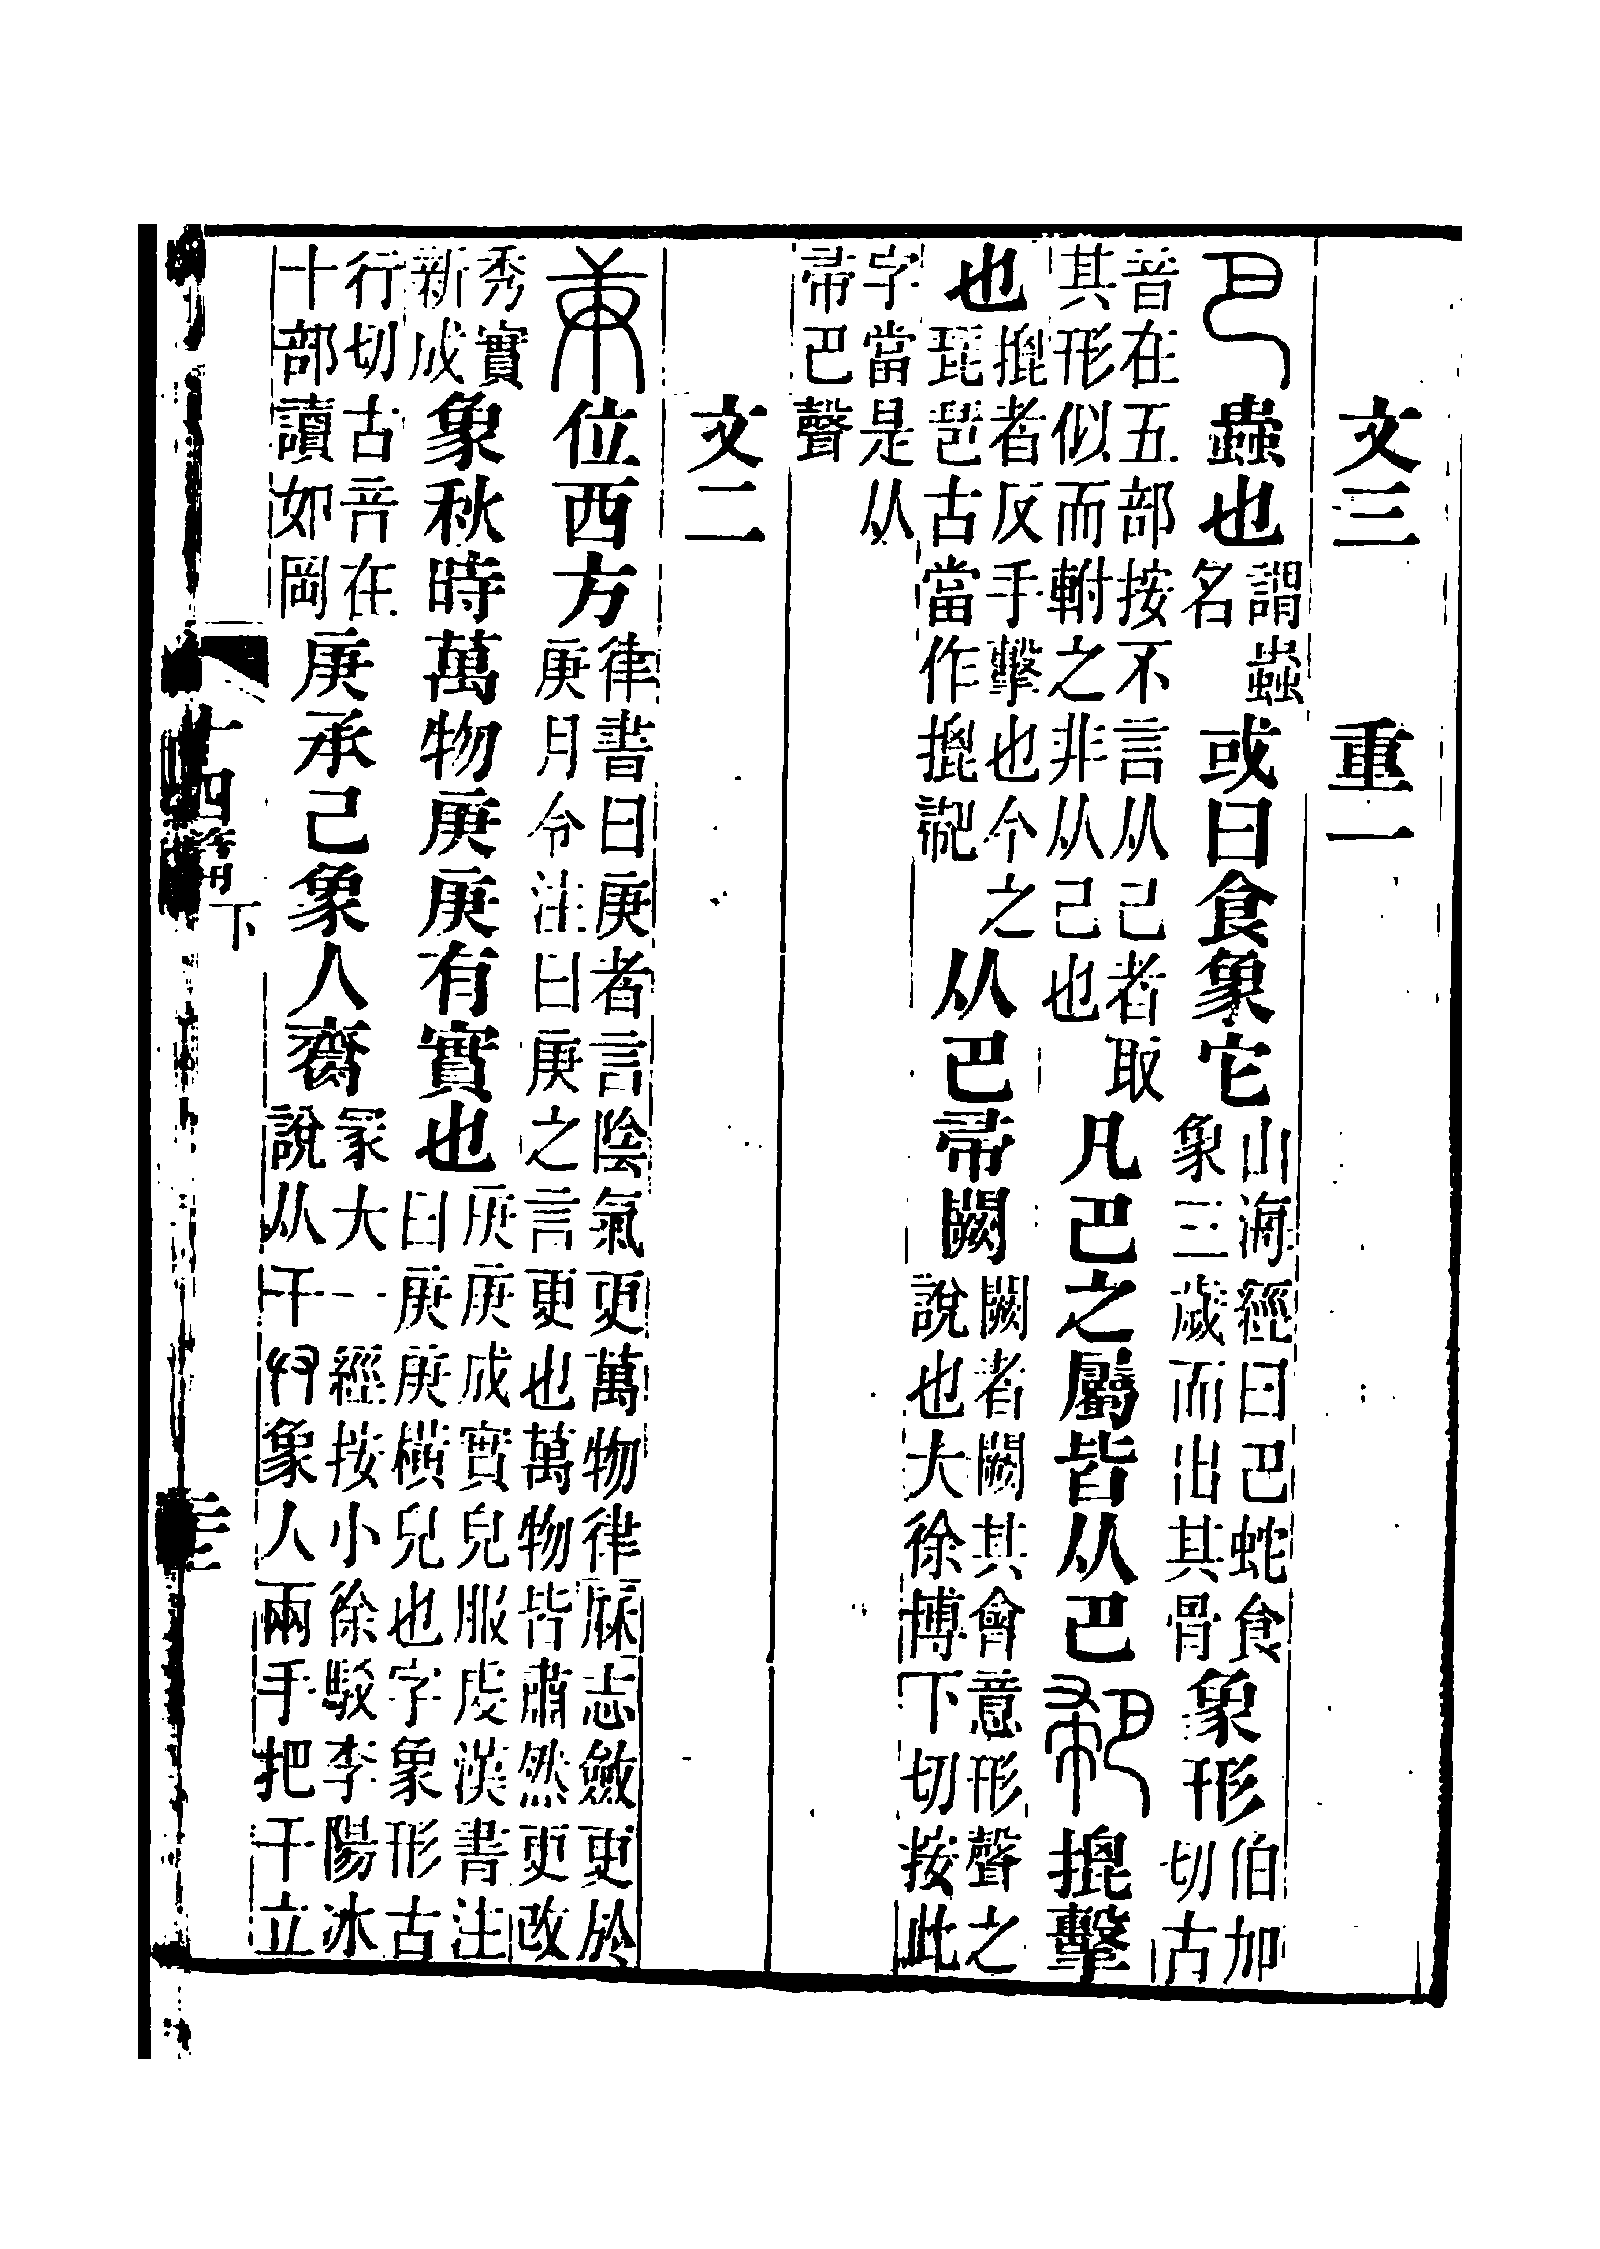 文三　重一
巴 蟲也謂蟲名或曰食象它山海經曰巴蛇食象三歲而出其骨象形伯加切古
音在五部按不言从己者取其形似而軵之非从己也凡巴之屬皆从巴 𢁋 𢱧擊
也𢱧者反手擊也今之琵琶古當作𢱧从巴帚闕闕者闕其會意形聲之說也大徐博下切按此
字當是从帚巴聲
文二
庚 位西方律書曰庚者言陰氣更萬物律厤志斂更於庚月令注曰庚之言更也萬物皆肅然更改
秀實新成象秋時萬物庚庚有實也庚庚成實皃服虔漢書注曰庚庚橫皃也字象形古
行切古音在十部讀如岡庚承己象人𪗇冡大一經按小徐駁李陽冰說从干𠬞象人兩手把干立
十四篇下